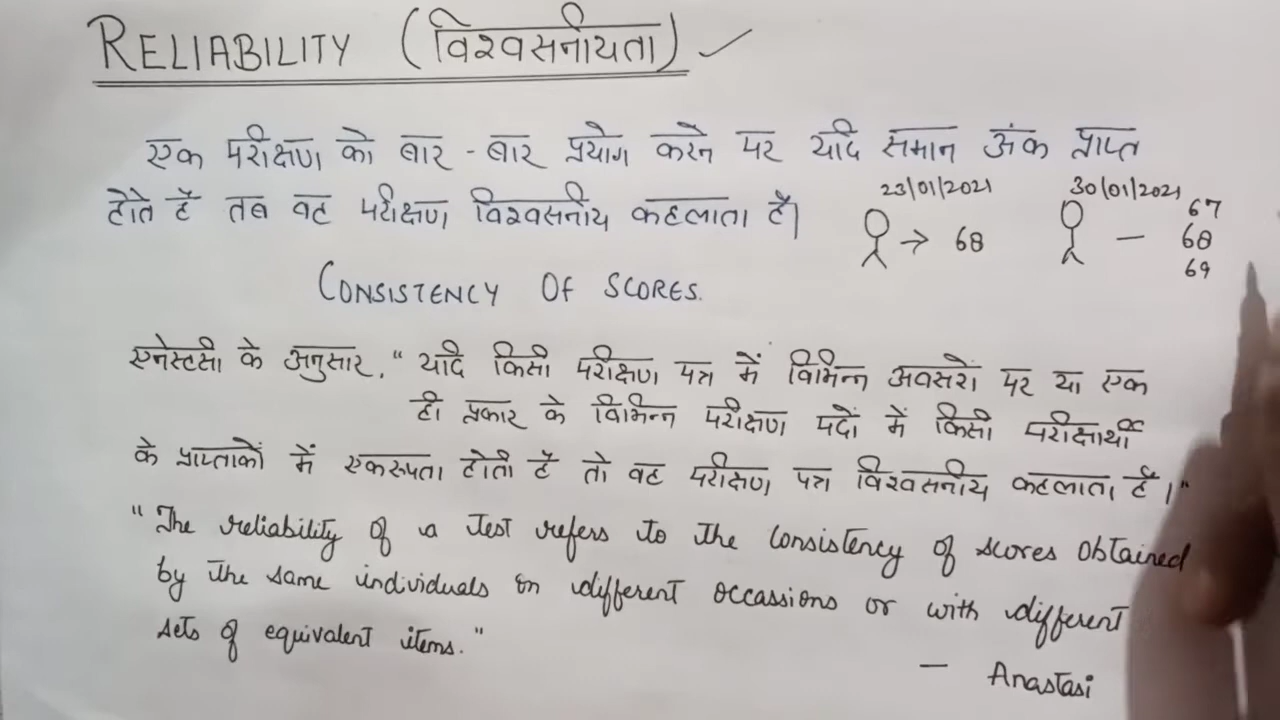 RELIABILITY (विश्वसनीयता)
एक परीक्षण को बार-बार प्रयोग करने पर यदि समान अंक प्राप्त
होते हैं तब वह परीक्षण विश्वसनीय कहलाता है।
23/01/2021 30/01/2021
→ 68 — 67
68
69
CONSISTENCY OF SCORES.
एनेस्टसी के अनुसार, "यदि किसी परीक्षण पत्र में विभिन्न अवसरों पर या एक
ही प्रकार के विभिन्न परीक्षण पदों में किसी परीक्षार्थी
के प्राप्तांकों में एकरूपता होती है तो वह परीक्षण पत्र विश्वसनीय कहलाता है।"
"The reliability of a test refers to the consistency of scores obtained
by the same individuals on different occassions or with different
sets of equivalent items."
— Anastasi